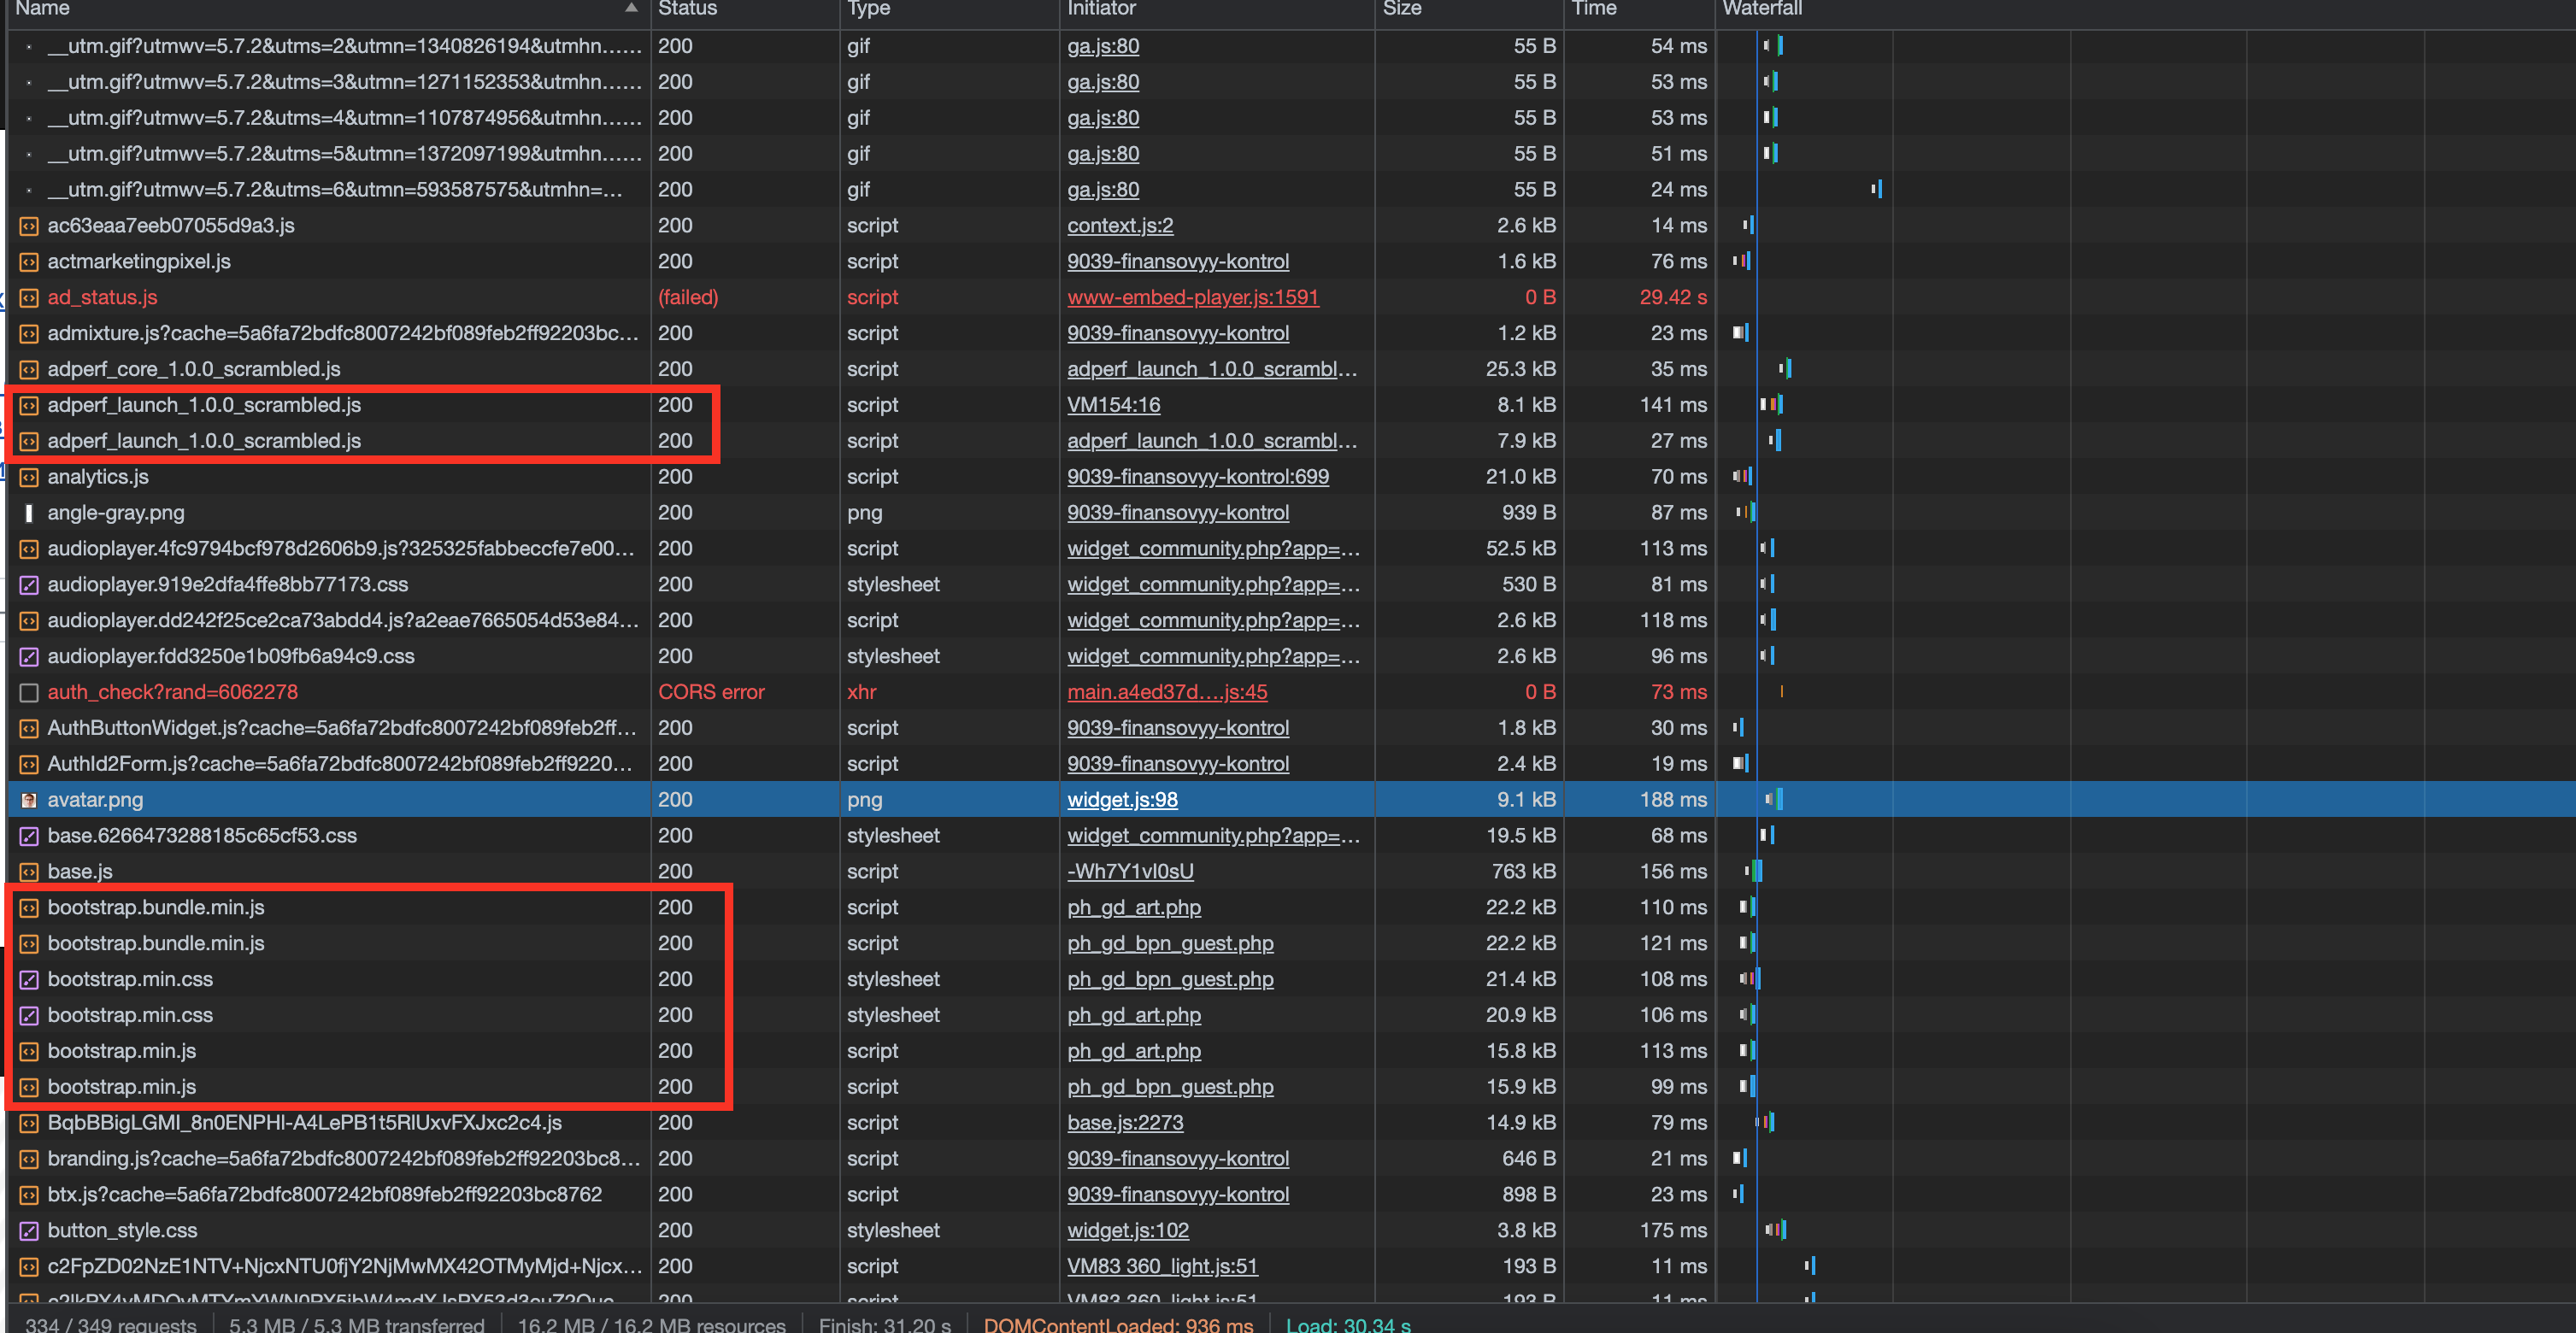 Name Status Type Initiator Size Time Waterfall
__utm.gif?utmwv=5.7.2&utms=2&utmn=1340826194&utmhn…... 200 gif ga.js:80 55 B 54 ms
__utm.gif?utmwv=5.7.2&utms=3&utmn=1271152353&utmhn…... 200 gif ga.js:80 55 B 53 ms
__utm.gif?utmwv=5.7.2&utms=4&utmn=1107874956&utmhn…... 200 gif ga.js:80 55 B 53 ms
__utm.gif?utmwv=5.7.2&utms=5&utmn=1372097199&utmhn…... 200 gif ga.js:80 55 B 51 ms
__utm.gif?utmwv=5.7.2&utms=6&utmn=593587575&utmhn=… 200 gif ga.js:80 55 B 24 ms
ac63eaa7eeb07055d9a3.js 200 script context.js:2 2.6 kB 14 ms
actmarketingpixel.js 200 script 9039-finansovyy-kontrol 1.6 kB 76 ms
ad_status.js (failed) script www-embed-player.js:1591 0 B 29.42 s
admixture.js?cache=5a6fa72bdfc8007242bf089feb2ff92203bc… 200 script 9039-finansovyy-kontrol 1.2 kB 23 ms
adperf_core_1.0.0_scrambled.js 200 script adperf_launch_1.0.0_scrambl… 25.3 kB 35 ms
adperf_launch_1.0.0_scrambled.js 200 script VM154:16 8.1 kB 141 ms
adperf_launch_1.0.0_scrambled.js 200 script adperf_launch_1.0.0_scrambl… 7.9 kB 27 ms
analytics.js 200 script 9039-finansovyy-kontrol:699 21.0 kB 70 ms
angle-gray.png 200 png 9039-finansovyy-kontrol 939 B 87 ms
audioplayer.4fc9794bcf978d2606b9.js?325325fabbeccfe7e00… 200 script widget_community.php?app=… 52.5 kB 113 ms
audioplayer.919e2dfa4ffe8bb77173.css 200 stylesheet widget_community.php?app=… 530 B 81 ms
audioplayer.dd242f25ce2ca73abdd4.js?a2eae7665054d53e84… 200 script widget_community.php?app=… 2.6 kB 118 ms
audioplayer.fdd3250e1b09fb6a94c9.css 200 stylesheet widget_community.php?app=… 2.6 kB 96 ms
auth_check?rand=6062278 CORS error xhr main.a4ed37d….js:45 0 B 73 ms
AuthButtonWidget.js?cache=5a6fa72bdfc8007242bf089feb2ff… 200 script 9039-finansovyy-kontrol 1.8 kB 30 ms
AuthId2Form.js?cache=5a6fa72bdfc8007242bf089feb2ff9220… 200 script 9039-finansovyy-kontrol 2.4 kB 19 ms
avatar.png 200 png widget.js:98 9.1 kB 188 ms
base.6266473288185c65cf53.css 200 stylesheet widget_community.php?app=… 19.5 kB 68 ms
base.js 200 script -Wh7Y1vI0sU 763 kB 156 ms
bootstrap.bundle.min.js 200 script ph_gd_art.php 22.2 kB 110 ms
bootstrap.bundle.min.js 200 script ph_gd_bpn_guest.php 22.2 kB 121 ms
bootstrap.min.css 200 stylesheet ph_gd_bpn_guest.php 21.4 kB 108 ms
bootstrap.min.css 200 stylesheet ph_gd_art.php 20.9 kB 106 ms
bootstrap.min.js 200 script ph_gd_art.php 15.8 kB 113 ms
bootstrap.min.js 200 script ph_gd_bpn_guest.php 15.9 kB 99 ms
BqbBBigLGMI_8n0ENPHl-A4LePB1t5RlUxvFXJxc2c4.js 200 script base.js:2273 14.9 kB 79 ms
branding.js?cache=5a6fa72bdfc8007242bf089feb2ff92203bc8… 200 script 9039-finansovyy-kontrol 646 B 21 ms
btx.js?cache=5a6fa72bdfc8007242bf089feb2ff92203bc8762 200 script 9039-finansovyy-kontrol 898 B 23 ms
button_style.css 200 stylesheet widget.js:102 3.8 kB 175 ms
c2FpZD02NzE1NTV+NjcxNTU0fjY2NjMwMX42OTMyMjd+Njcx… 200 script VM83 360_light.js:51 193 B 11 ms
200 script VM83 360_light.js:51 193 B 11 ms
334 / 349 requests 5.3 MB / 5.3 MB transferred 16.2 MB / 16.2 MB resources Finish: 31.20 s DOMContentLoaded: 936 ms Load: 30.34 s